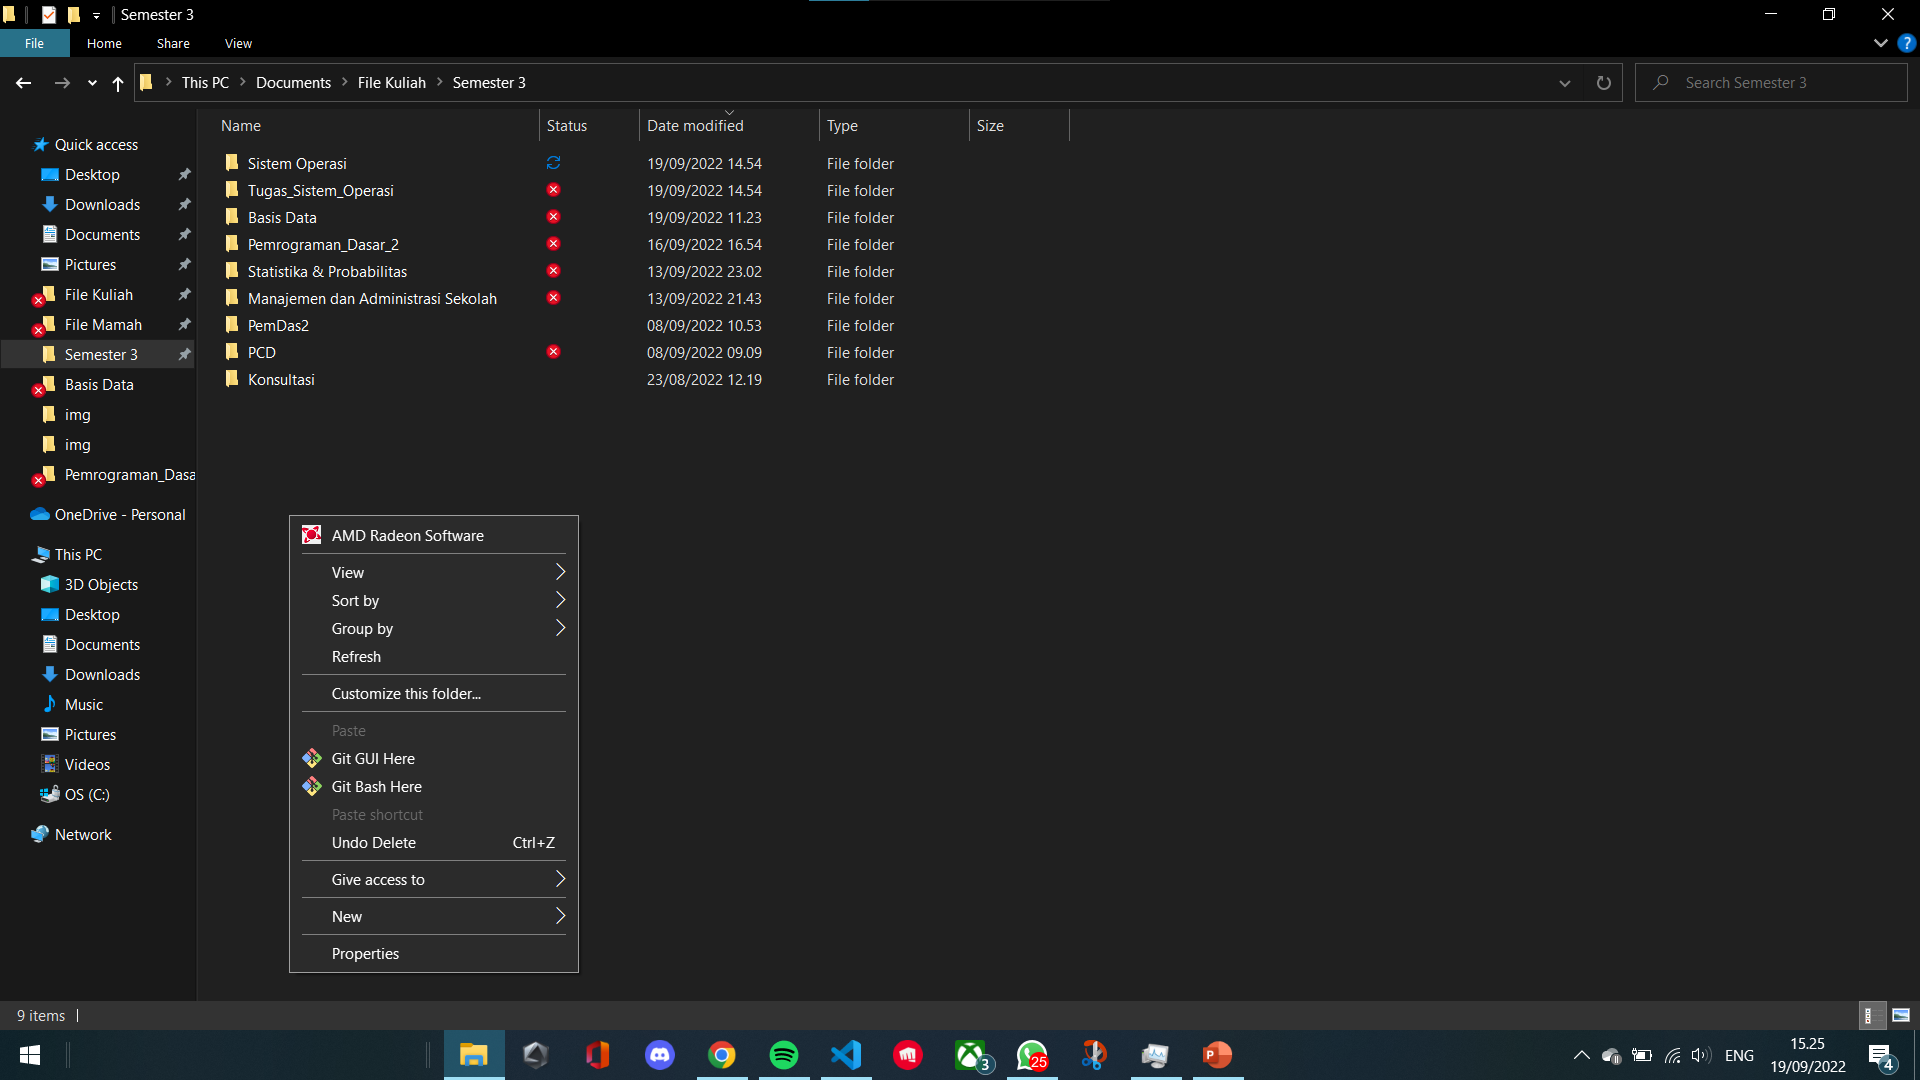 Semester 3
File Home Share View
This PC Documents File Kuliah Semester 3
Search Semester 3
Name Status Date modified Type Size
Sistem Operasi 19/09/2022 14.54 File folder
Tugas_Sistem_Operasi 19/09/2022 14.54 File folder
Basis Data 19/09/2022 11.23 File folder
Pemrograman_Dasar_2 16/09/2022 16.54 File folder
Statistika & Probabilitas 13/09/2022 23.02 File folder
Manajemen dan Administrasi Sekolah 13/09/2022 21.43 File folder
PemDas2 08/09/2022 10.53 File folder
PCD 08/09/2022 09.09 File folder
Konsultasi 23/08/2022 12.19 File folder
Quick access
Desktop
Downloads
Documents
Pictures
File Kuliah
File Mamah
Semester 3
Basis Data
img
img
Pemrograman_Dasa
OneDrive - Personal
This PC
3D Objects
Desktop
Documents
Downloads
Music
Pictures
Videos
OS (C:)
Network
AMD Radeon Software
View
Sort by
Group by
Refresh
Customize this folder...
Paste
Git GUI Here
Git Bash Here
Paste shortcut
Undo Delete Ctrl+Z
Give access to
New
Properties
9 items
3
25
ENG
15.25
19/09/2022
4